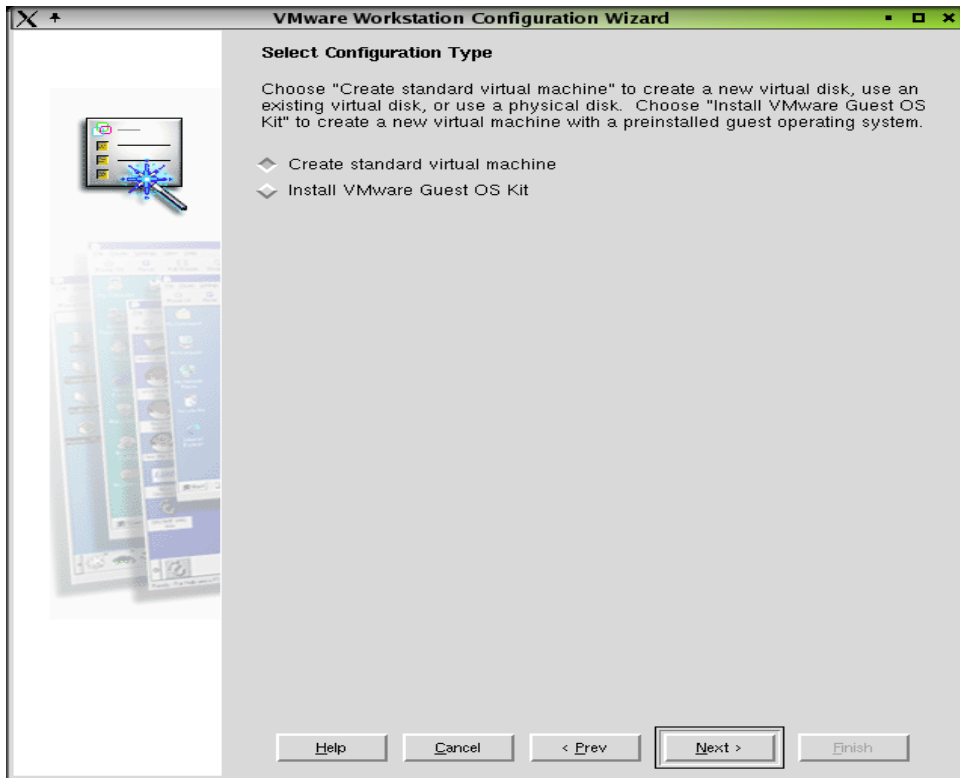 VMware Workstation Configuration Wizard
Select Configuration Type
Choose "Create standard virtual machine" to create a new virtual disk, use an
existing virtual disk, or use a physical disk.  Choose "Install VMware Guest OS
Kit" to create a new virtual machine with a preinstalled guest operating system.
Create standard virtual machine
Install VMware Guest OS Kit
Help
Cancel
< Prev
Next >
Finish